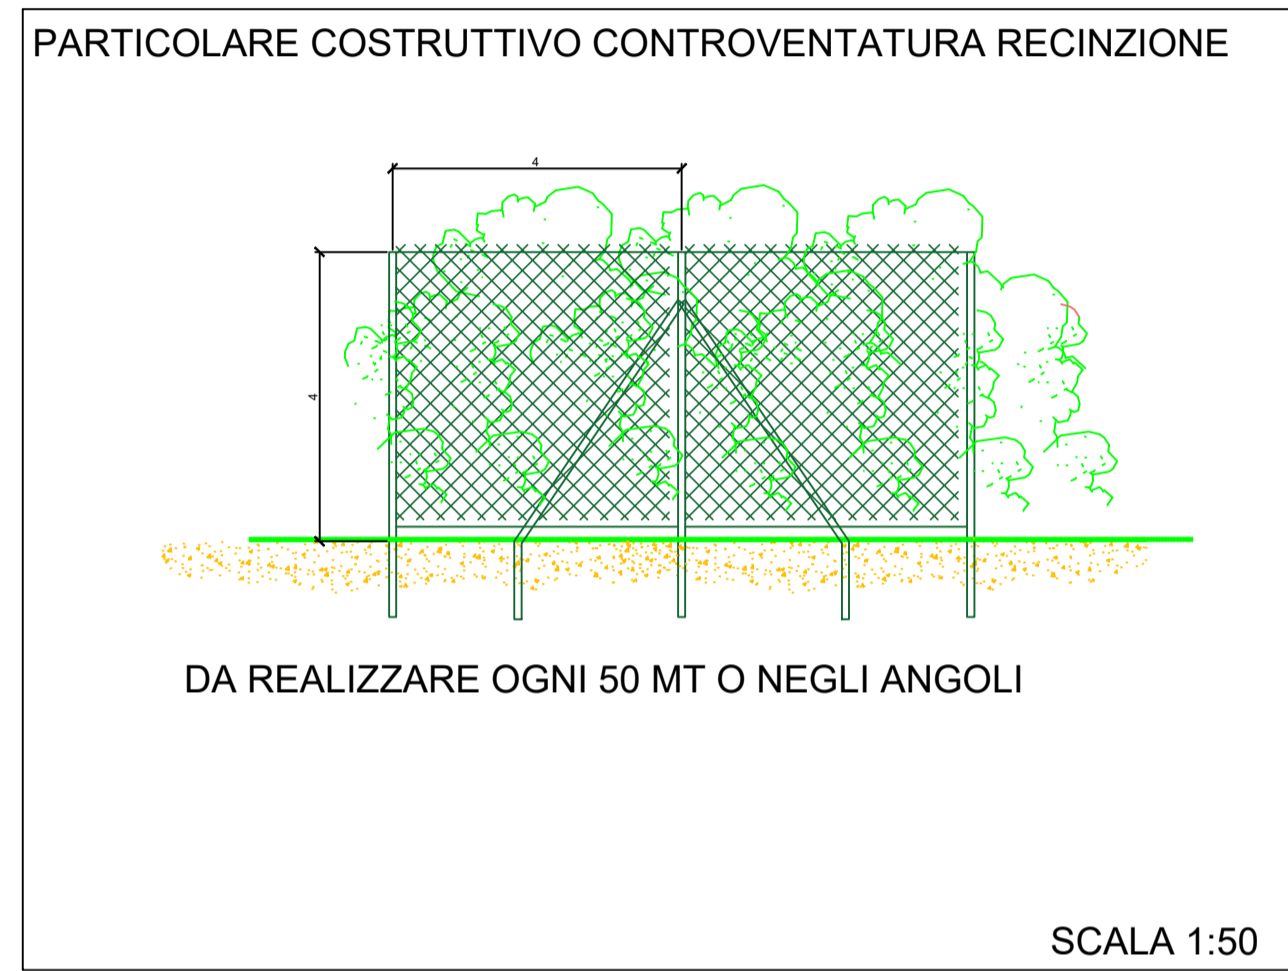 PARTICOLARE COSTRUTTIVO CONTROVENTATURA RECINZIONE
4
4
DA REALIZZARE OGNI 50 MT O NEGLI ANGOLI
SCALA 1:50